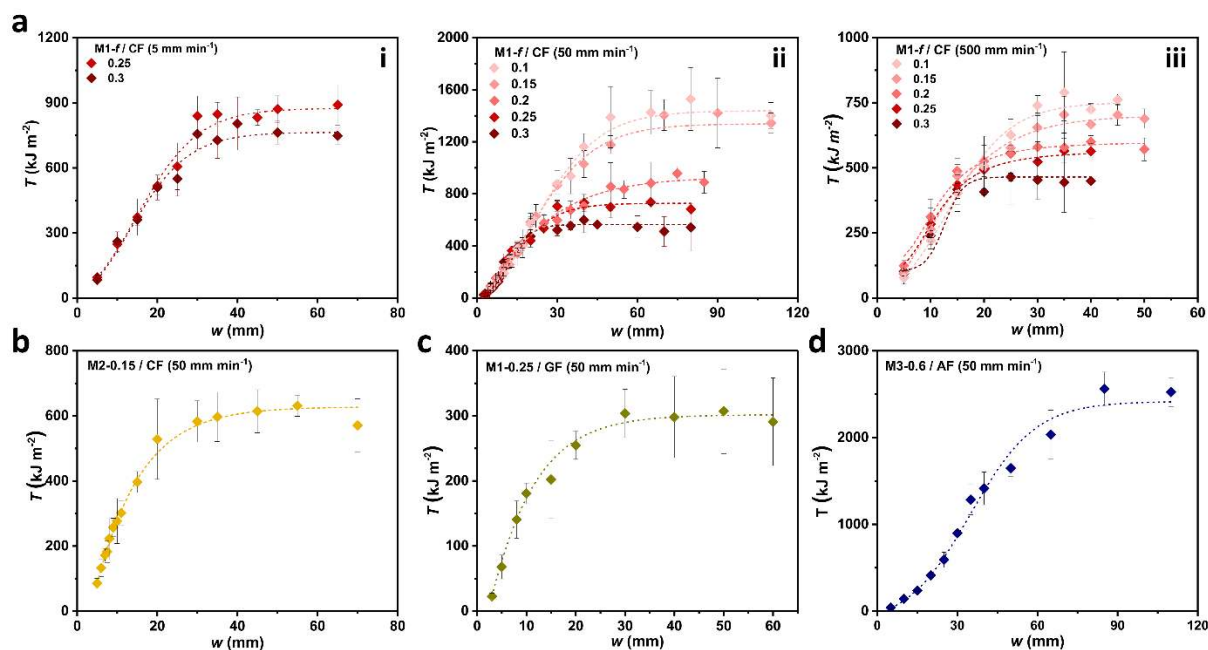 a
M1-f / CF (5 mm min⁻¹)
0.25
0.3
i
T (kJ m⁻²)
1200
900
600
300
0
0 20 40 60 80
w (mm)
M1-f / CF (50 mm min⁻¹)
0.1
0.15
0.2
0.25
0.3
ii
T (kJ m⁻²)
2000
1600
1200
800
400
0
0 30 60 90 120
w (mm)
M1-f / CF (500 mm min⁻¹)
0.1
0.15
0.2
0.25
0.3
iii
T (kJ m⁻²)
1000
750
500
250
0
0 10 20 30 40 50 60
w (mm)
b
M2-0.15 / CF (50 mm min⁻¹)
T (kJ m⁻²)
800
600
400
200
0
0 20 40 60 80
w (mm)
c
M1-0.25 / GF (50 mm min⁻¹)
T (kJ m⁻²)
400
300
200
100
0
0 10 20 30 40 50 60
w (mm)
d
M3-0.6 / AF (50 mm min⁻¹)
T (kJ m⁻²)
3000
2000
1000
0
0 30 60 90 120
w (mm)